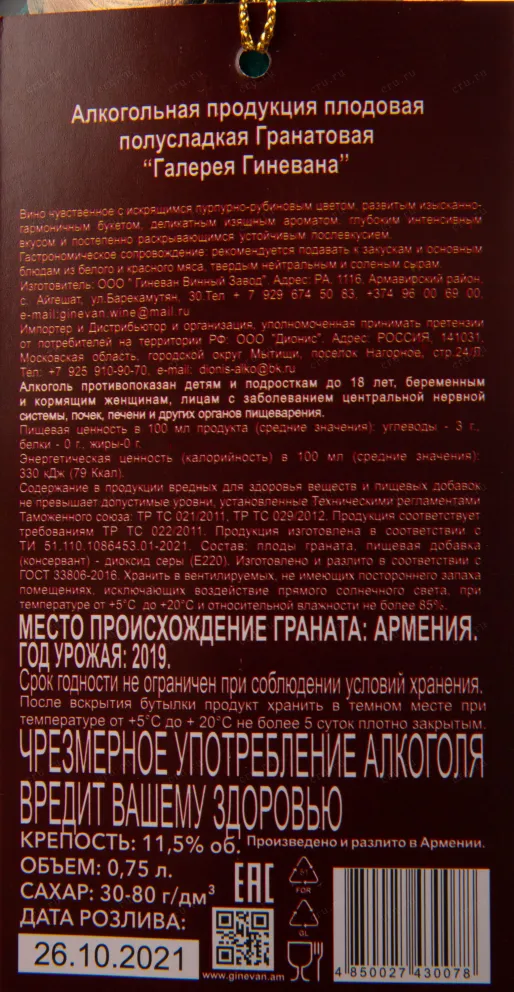 Алкогольная продукция плодовая
полусладкая Гранатовая
“Галерея Гиневана”
Вино чувственное с искрящимся пурпурно-рубиновым цветом, развитым изысканно-
гармоничным букетом, деликатным изящным ароматом, глубоким интенсивным
вкусом и постепенно раскрывающимся устойчивым послевкусием.
Гастрономическое сопровождение: рекомендуется подавать к закускам и основным
блюдам из белого и красного мяса, твердым нейтральным и соленым сырам.
Изготовитель: ООО " Гиневан Винный Завод". Адрес: РА, 1116, Армавирский район,
с. Айгешат, ул.Барекамутян, 30.Тел + 7 929 674 50 83, +374 96 00 69 00,
e-mail:ginevan.wine@mail.ru
Импортер и Дистрибьютор и организация, уполномоченная принимать претензии
от потребителей на территории РФ: ООО "Дионис". Адрес: РОССИЯ, 141031,
Московская область, городской округ Мытищи, поселок Нагорное, стр.24/Л.
Тел: +7 925 910-90-70, e-mail: dionis-alko@bk.ru
Алкоголь противопоказан детям и подросткам до 18 лет, беременным
и кормящим женщинам, лицам с заболеванием центральной нервной
системы, почек, печени и других органов пищеварения.
Пищевая ценность в 100 мл продукта (средние значения): углеводы - 3 г.,
белки - 0 г., жиры-0 г.
Энергетическая ценность (калорийность) в 100 мл (средние значения):
330 кДж (79 Ккал).
Содержание в продукции вредных для здоровья веществ и пищевых добавок
не превышает допустимые уровни, установленные Техническими регламентами
Таможенного союза: ТР ТС 021/2011, ТР ТС 029/2012. Продукция соответствует
требованиям ТР ТС 022/2011. Продукция изготовлена в соответствии с
ТИ 51.110.1086453.01-2021. Состав: плоды граната, пищевая добавка
(консервант) - диоксид серы (E220). Изготовлено и разлито в соответствии с
ГОСТ 33806-2016. Хранить в вентилируемых, не имеющих постороннего запаха
помещениях, исключающих воздействие прямого солнечного света, при
температуре от +5°С до +20°С и относительной влажности не более 85%.
МЕСТО ПРОИСХОЖДЕНИЕ ГРАНАТА: АРМЕНИЯ.
ГОД УРОЖАЯ: 2019.
Срок годности не ограничен при соблюдении условий хранения.
После вскрытия бутылки продукт хранить в темном месте при
температуре от +5°С до + 20°С не более 5 суток плотно закрытым.
ЧРЕЗМЕРНОЕ УПОТРЕБЛЕНИЕ АЛКОГОЛЯ
ВРЕДИТ ВАШЕМУ ЗДОРОВЬЮ
КРЕПОСТЬ: 11,5% об. Произведено и разлито в Армении.
ОБЪЕМ: 0,75 л.
САХАР: 30-80 г/дм³
ДАТА РОЗЛИВА:
26.10.2021
EAC
www.ginevan.am
FOR
GL
4 850027 430078